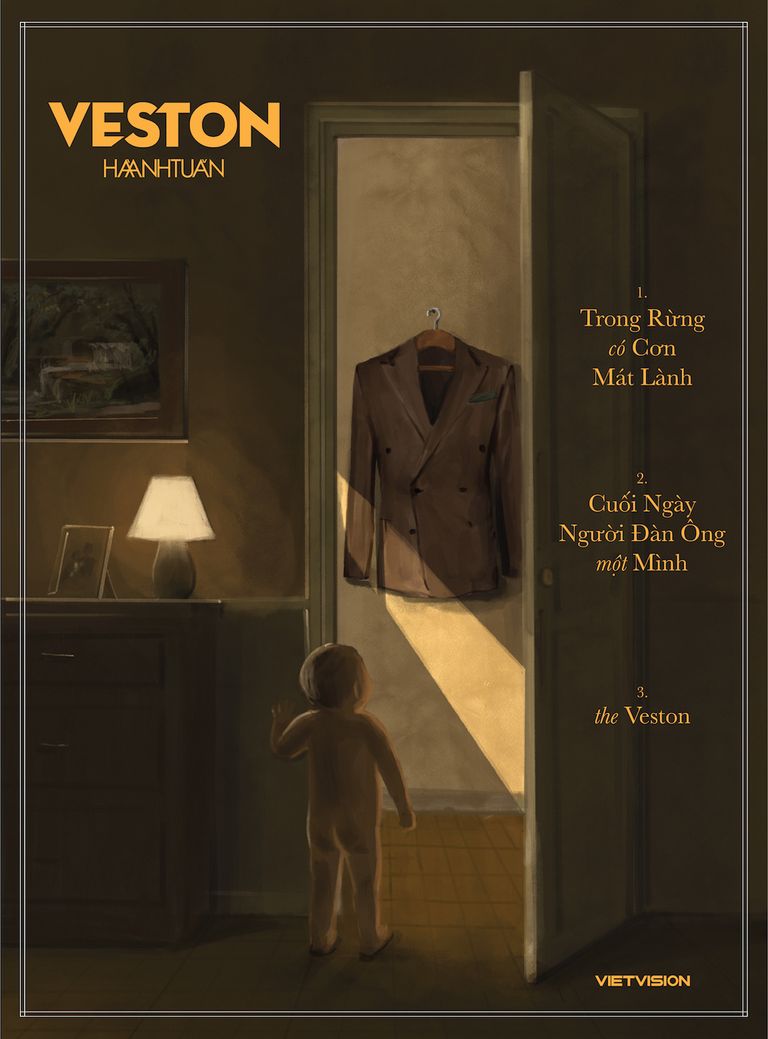 VESTON
HÀANHTUẤN
1.
Trong Rừng
có Cơn
Mát Lành
2.
Cuối Ngày
Người Đàn Ông
một Mình
3.
the Veston
VIETVISION